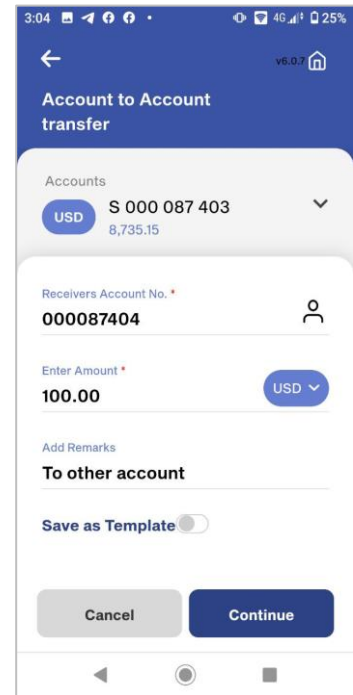 3:04 46 25%
v6.0.7
Account to Account
transfer
Accounts
USD S 000 087 403
8,735.15
Receivers Account No. *
000087404
Enter Amount *
100.00 USD
Add Remarks
To other account
Save as Template
Cancel Continue